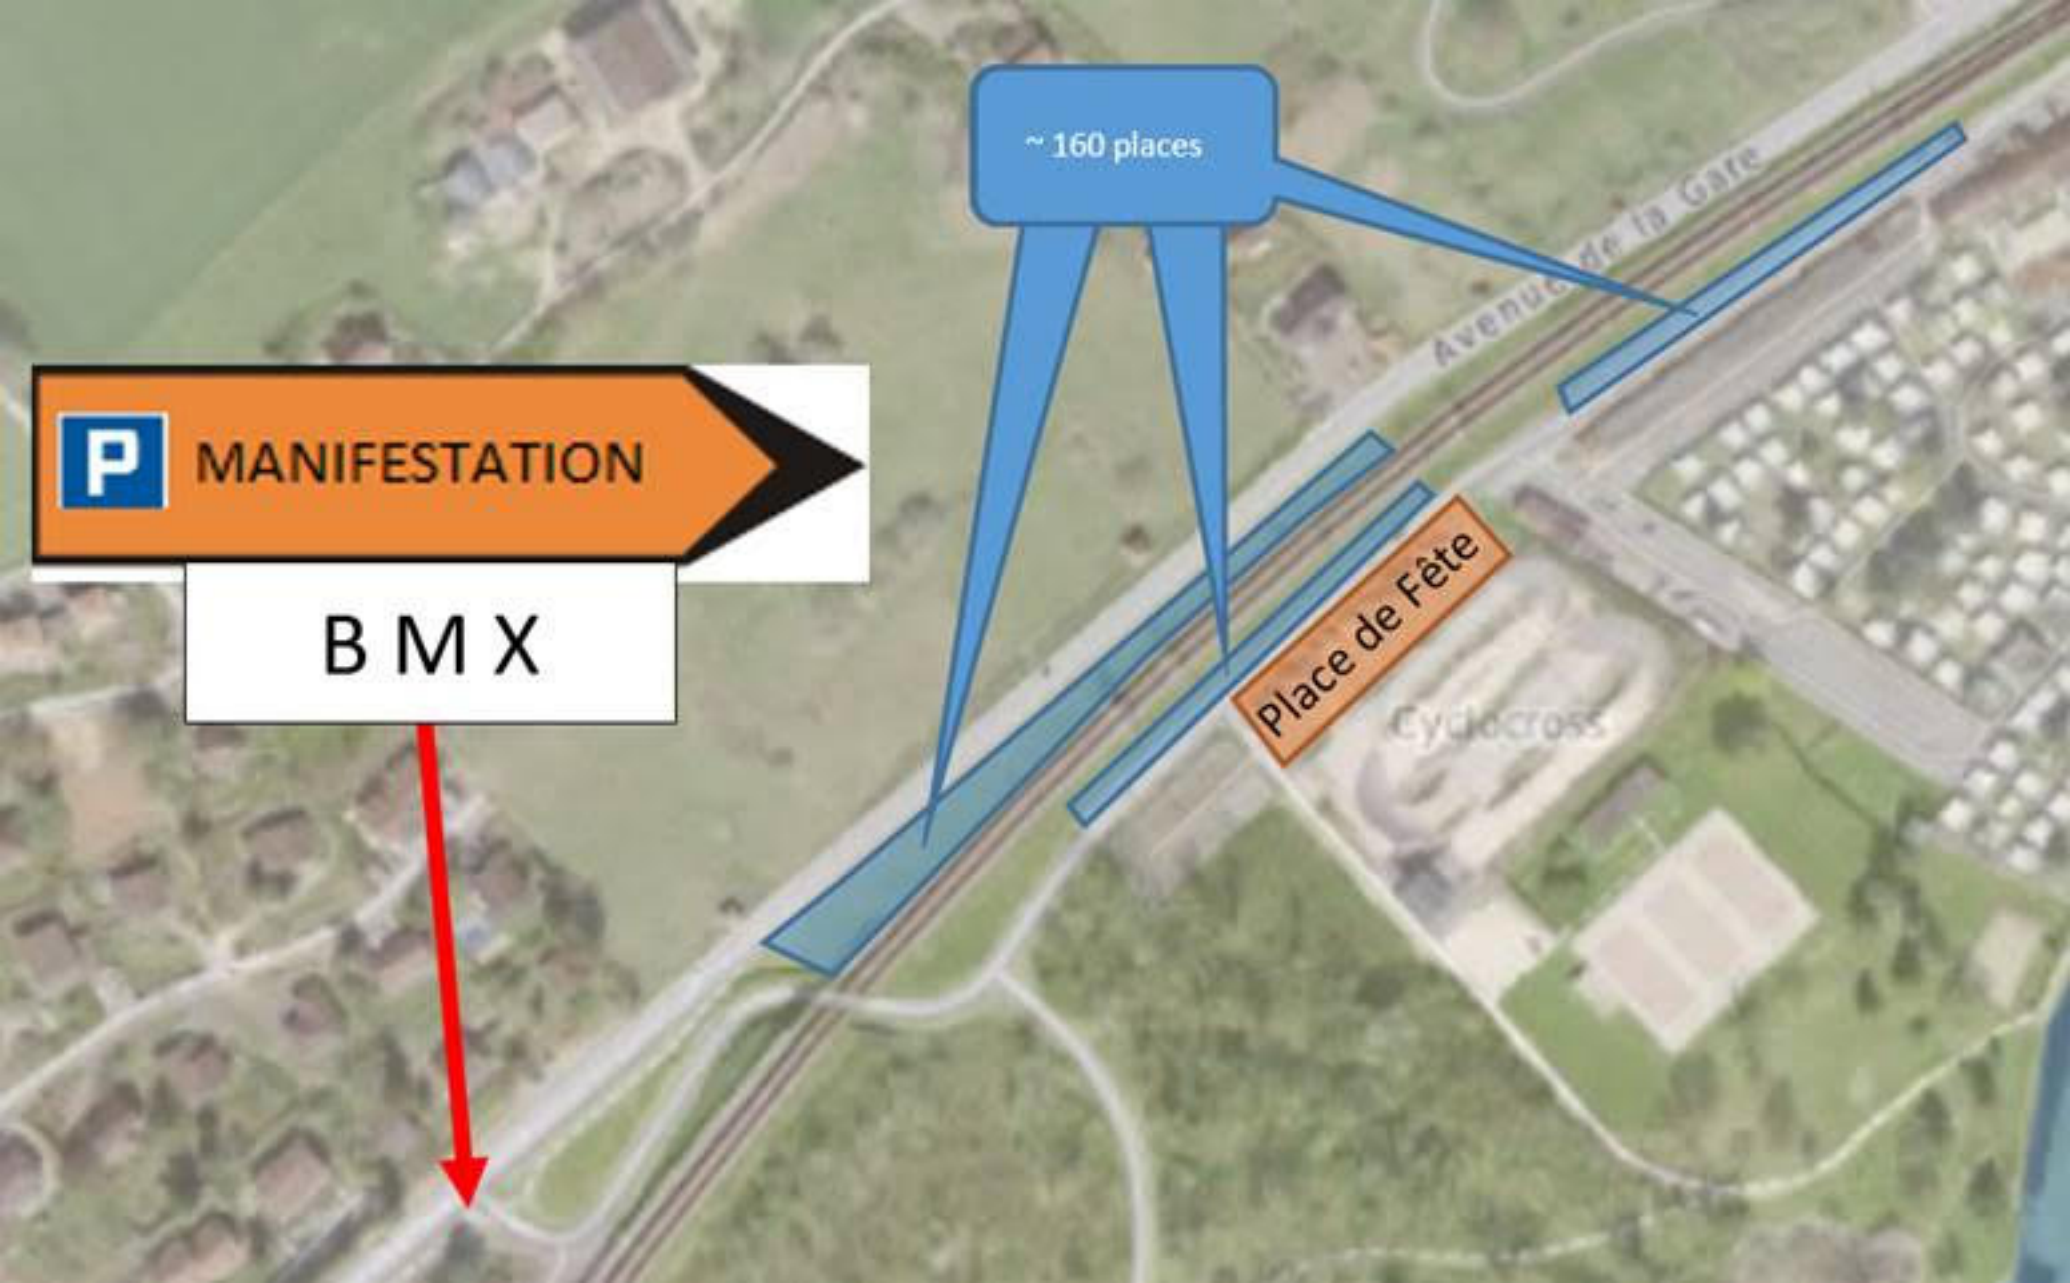 ~ 160 places
Avenue de la Gare
P MANIFESTATION
B M X
Place de Fête
Cyclocross